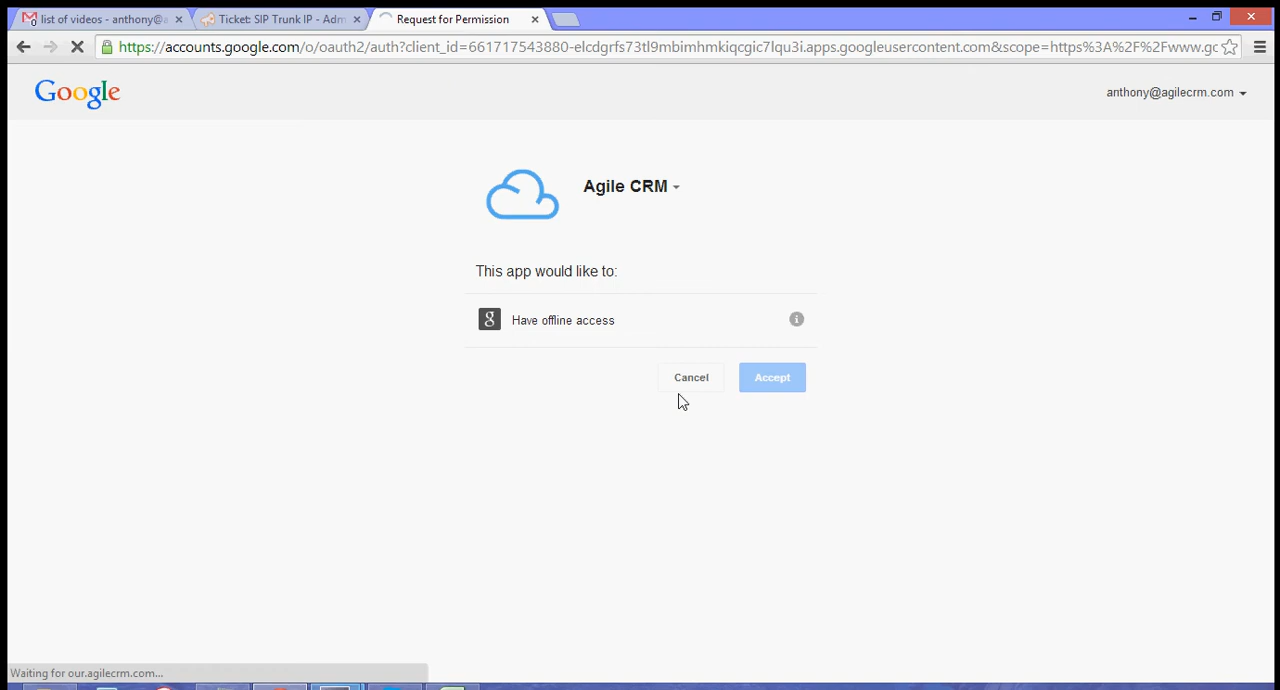 list of videos - anthony@a
Ticket: SIP Trunk IP - Adm
Request for Permission
https://accounts.google.com/o/oauth2/auth?client_id=661717543880-elcdgrfs73tl9mbimhmkiqcgic7lqu3i.apps.googleusercontent.com&scope=https%3A%2F%2Fwww.gc
Google
anthony@agilecrm.com
Agile CRM
This app would like to:
g Have offline access i
Cancel Accept
Waiting for our.agilecrm.com...